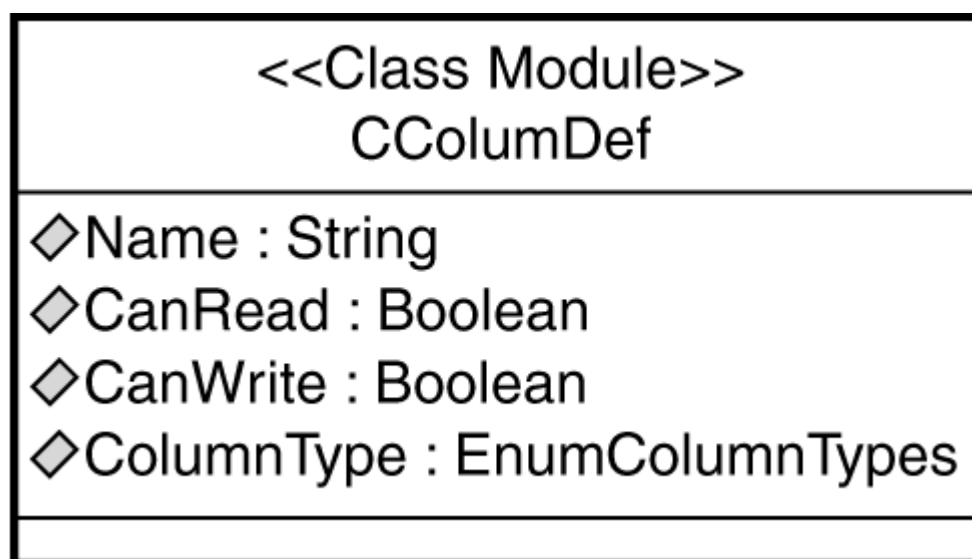 <<Class Module>>
CColumDef
Name : String
CanRead : Boolean
CanWrite : Boolean
ColumnType : EnumColumnTypes